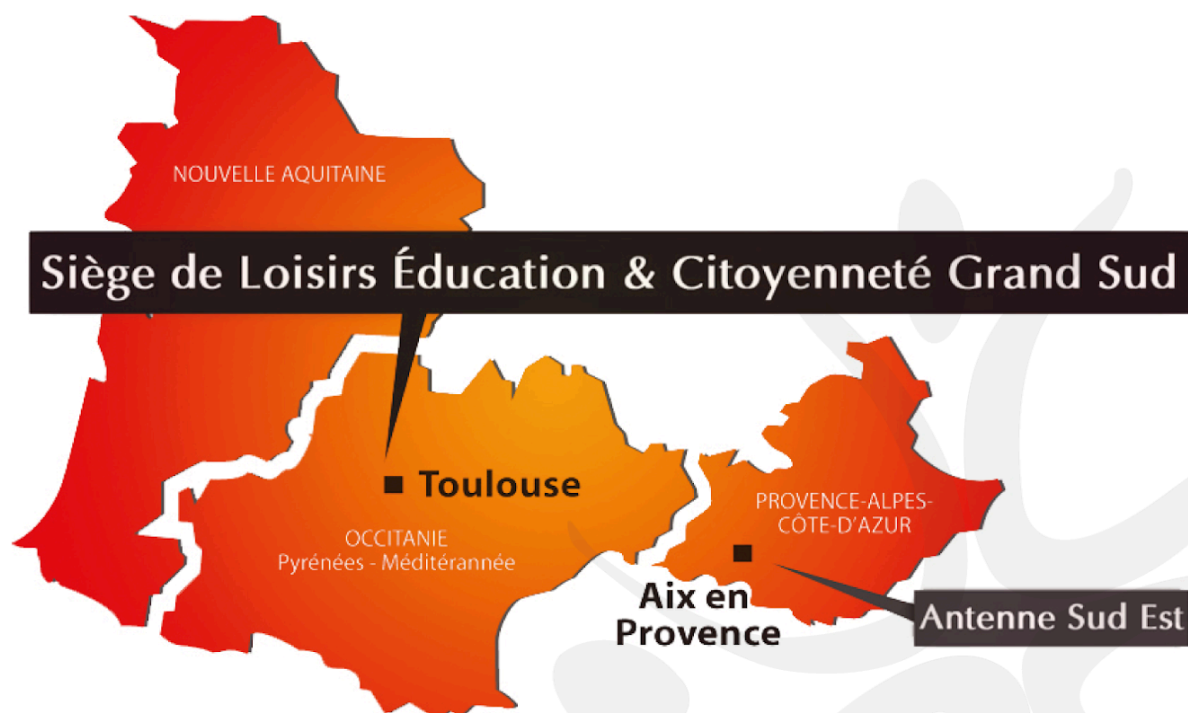 NOUVELLE AQUITAINE
Siège de Loisirs Éducation & Citoyenneté Grand Sud
Toulouse
OCCITANIE
Pyrénées - Méditérannée
PROVENCE-ALPES-
CÔTE-D'AZUR
Aix en
Provence
Antenne Sud Est